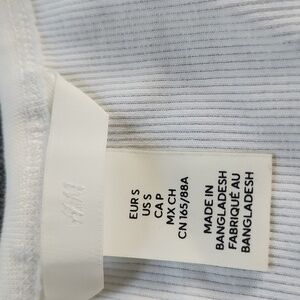 H&M
EUR S
US S
CA P
MX CH
CN 165/88A
MADE IN
BANGLADESH
FABRIQUÉ AU
BANGLADESH